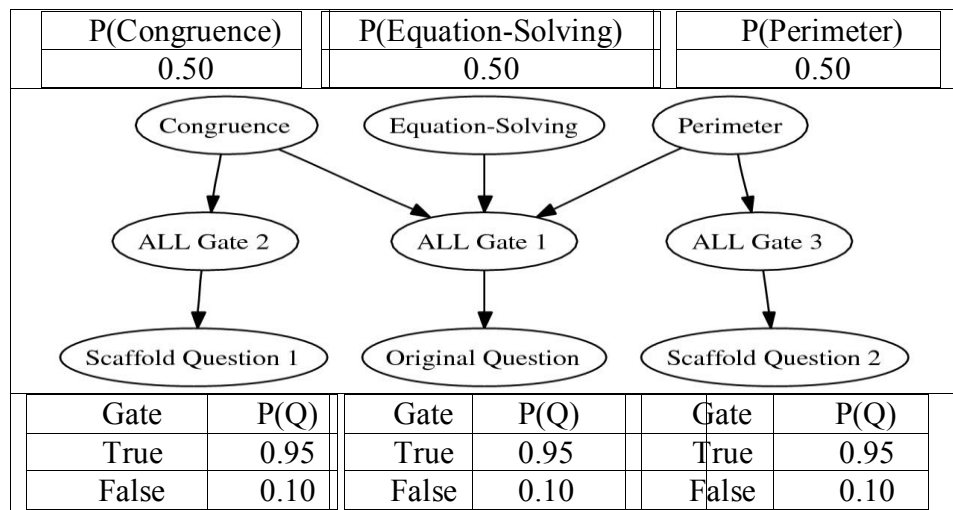 P(Congruence) P(Equation-Solving) P(Perimeter)
0.50 0.50 0.50
Congruence Equation-Solving Perimeter
ALL Gate 2 ALL Gate 1 ALL Gate 3
Scaffold Question 1 Original Question Scaffold Question 2
Gate P(Q) Gate P(Q) Gate P(Q)
True 0.95 True 0.95 True 0.95
False 0.10 False 0.10 False 0.10